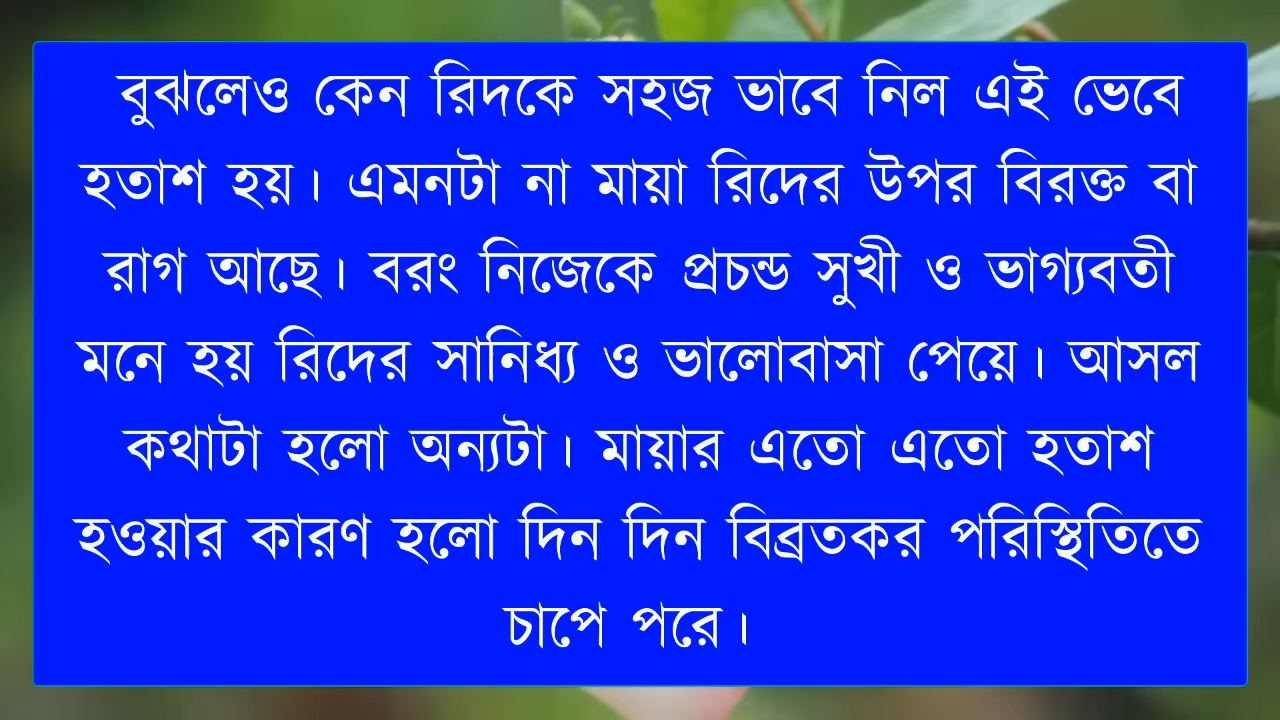 বুঝলেও কেন রিদকে সহজ ভাবে নিল এই ভেবে
হতাশ হয়। এমনটা না মায়া রিদের উপর বিরক্ত বা
রাগ আছে। বরং নিজেকে প্রচন্ড সুখী ও ভাগ্যবতী
মনে হয় রিদের সানিধ্য ও ভালোবাসা পেয়ে। আসল
কথাটা হলো অন্যটা। মায়ার এতো এতো হতাশ
হওয়ার কারণ হলো দিন দিন বিব্রতকর পরিস্থিতিতে
চাপে পরে।